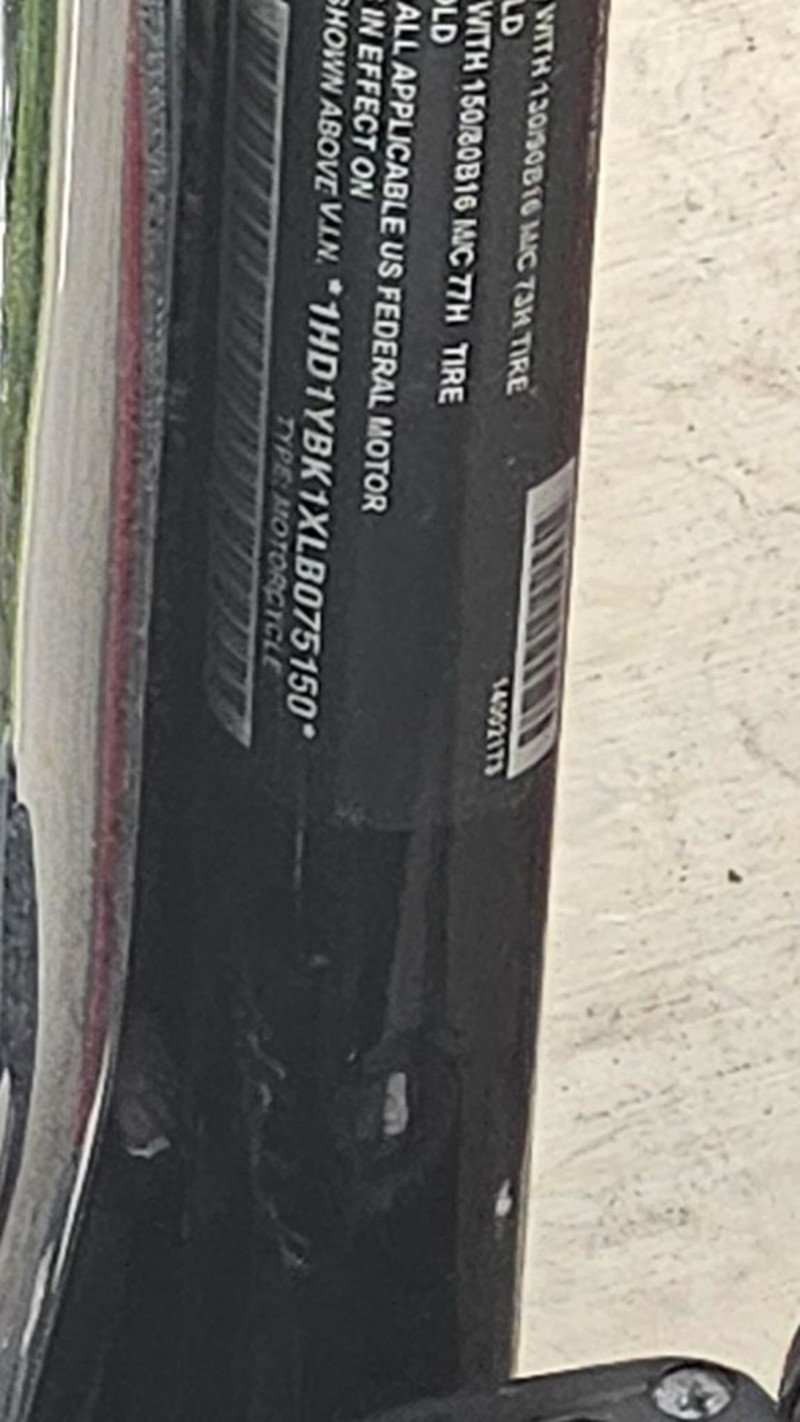 WITH 130/90B16 M/C 73H TIRE
LD
WITH 150/80B16 M/C 77H TIRE
OLD
ALL APPLICABLE US FEDERAL MOTOR
IN EFFECT ON
SHOWN ABOVE V.I.N. *1HD1YBK1XLB075150*
TYPE: MOTORCYCLE
14002173